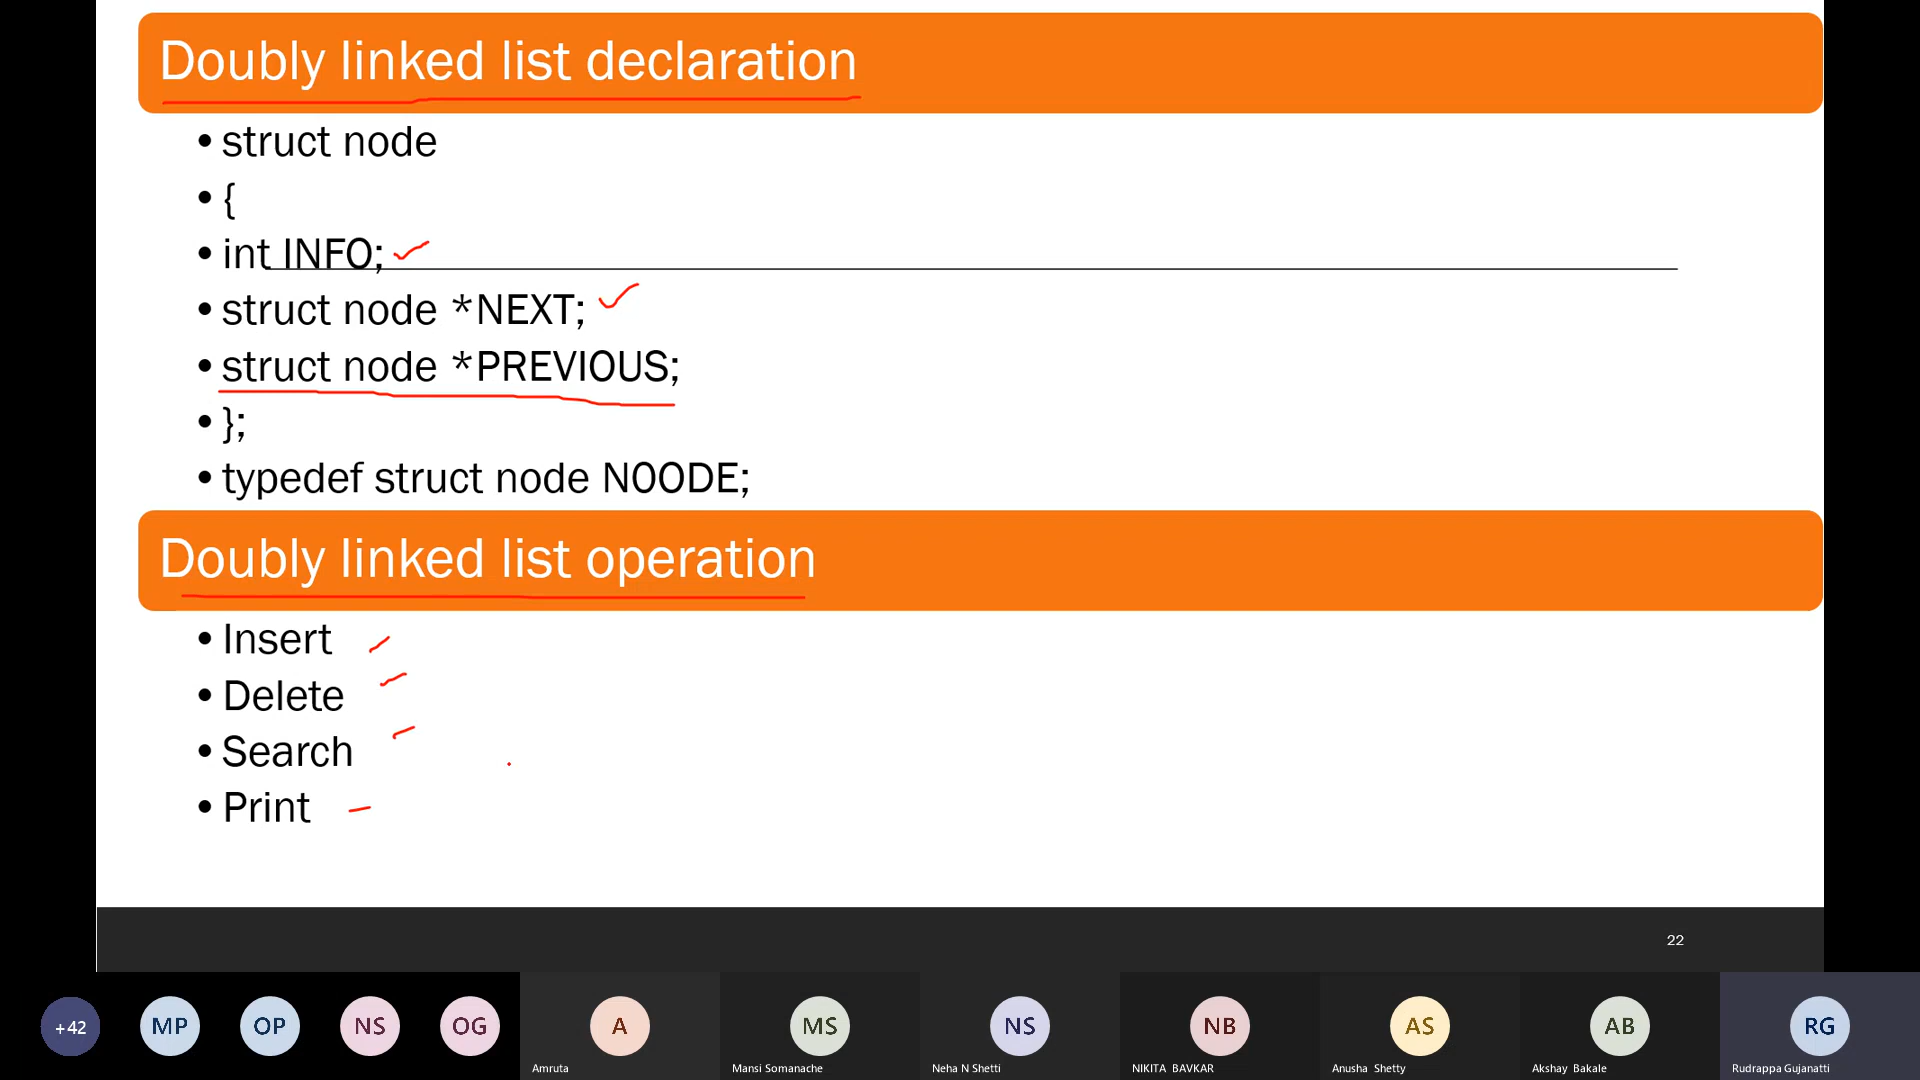 Doubly linked list declaration
• struct node
• {
• int INFO;
• struct node *NEXT;
• struct node *PREVIOUS;
• };
• typedef struct node NOODE;
Doubly linked list operation
• Insert
• Delete
• Search
• Print
22
+42 MP OP NS OG A MS NS NB AS AB RG
Amruta Mansi Somanache Neha N Shetti NIKITA BAVKAR Anusha Shetty Akshay Bakale Rudrappa Gujanatti